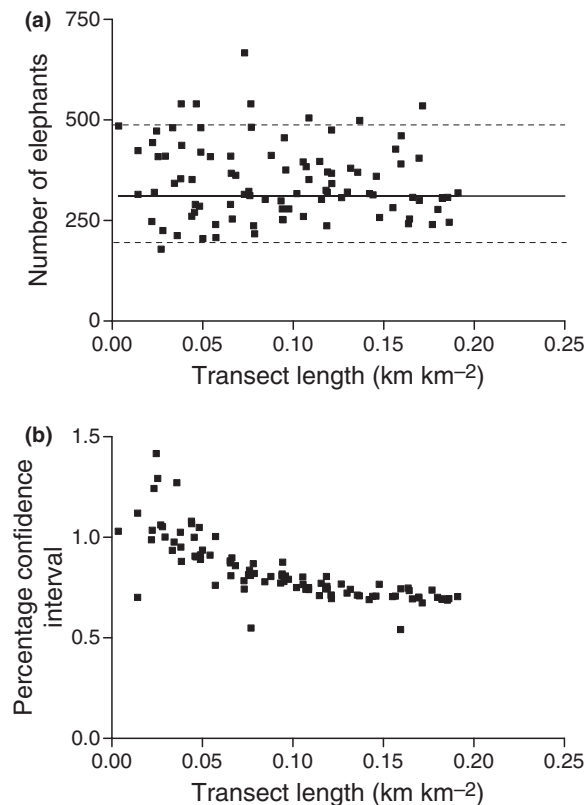 (a)
750
500
250
0
Number of elephants
0.00 0.05 0.10 0.15 0.20 0.25
Transect length (km km⁻²)
(b)
1.5
1.0
0.5
0.0
Percentage confidence
interval
0.00 0.05 0.10 0.15 0.20 0.25
Transect length (km km⁻²)